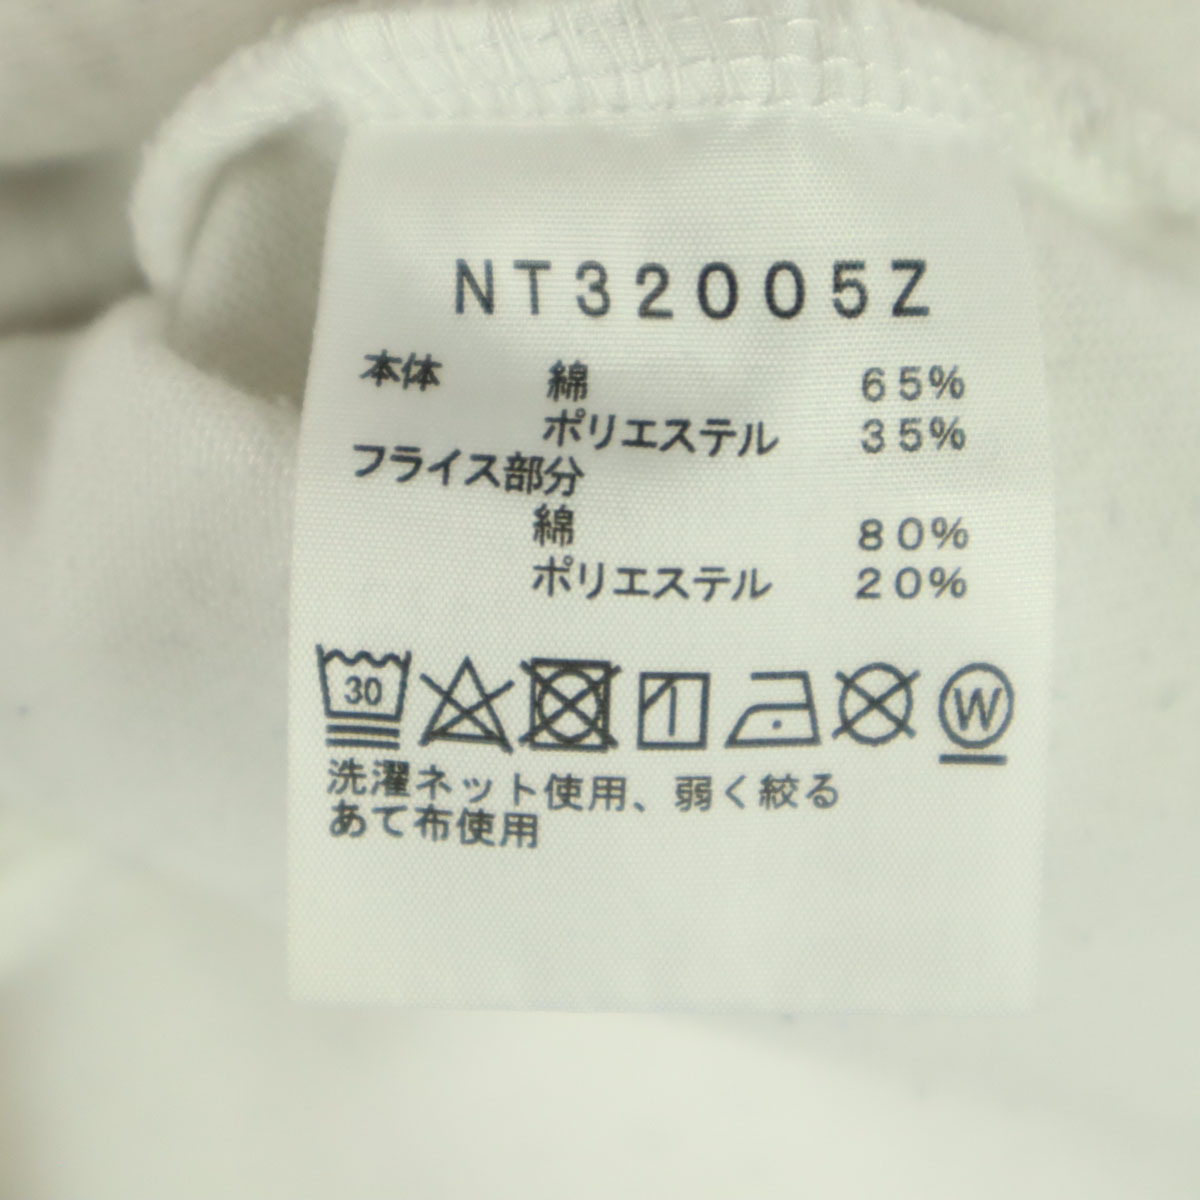 NT32005Z
本体 綿 65%
ポリエステル 35%
フライス部分
綿 80%
ポリエステル 20%
30 W
洗濯ネット使用、弱く絞る
あて布使用